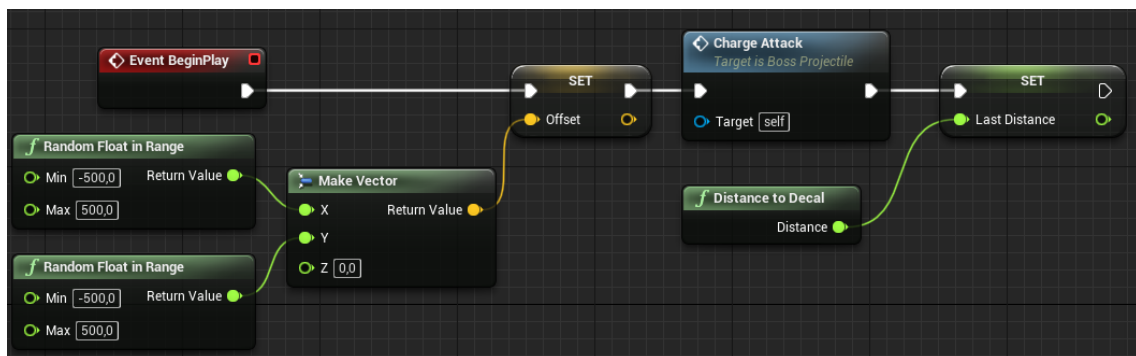 Event BeginPlay
SET
Offset
Charge Attack
Target is Boss Projectile
Target self
SET
Last Distance
f Random Float in Range
Min -500,0 Return Value
Max 500,0
Make Vector
X Return Value
Y
Z 0,0
f Distance to Decal
Distance
f Random Float in Range
Min -500,0 Return Value
Max 500,0